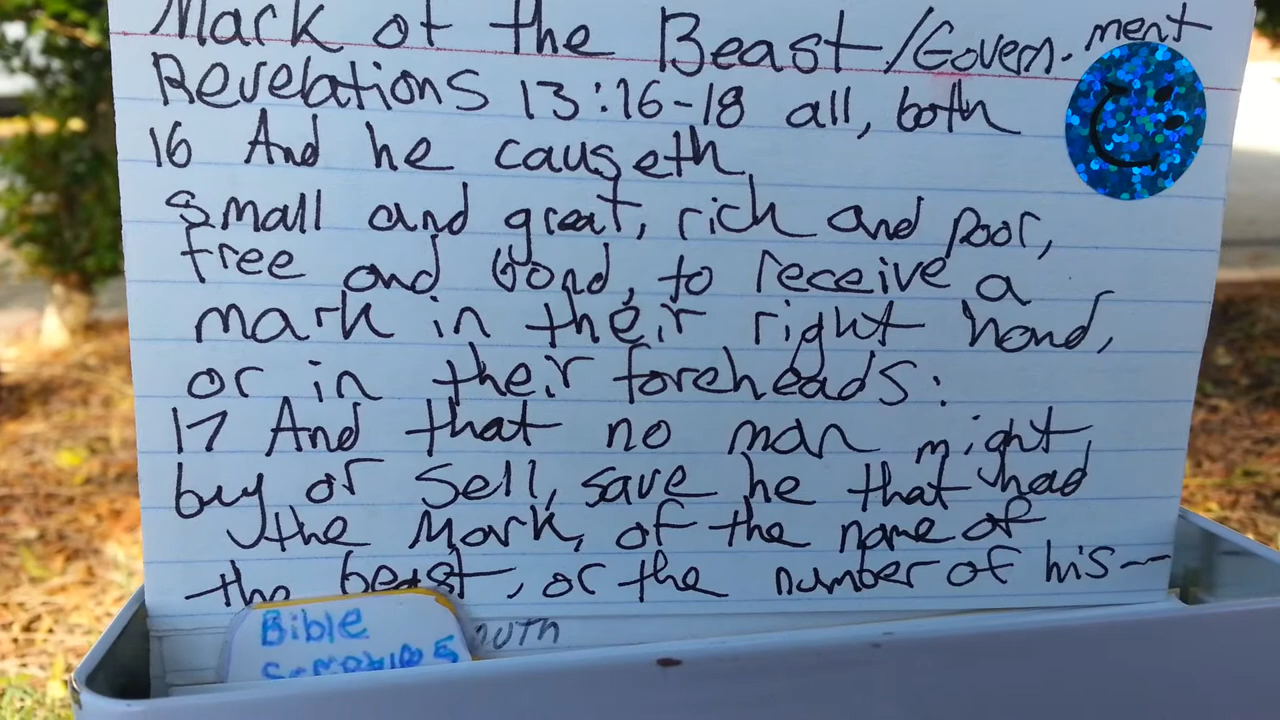 Mark of the Beast/Govern-ment
Revelations 13:16-18 all, both
16 And he causeth
small and great, rich and poor,
free and bond, to receive a
mark in their right hand,
or in their foreheads:
17 And that no man might
buy or sell, save he that had
the mark, of the name of
the beast, or the number of his-
Bible